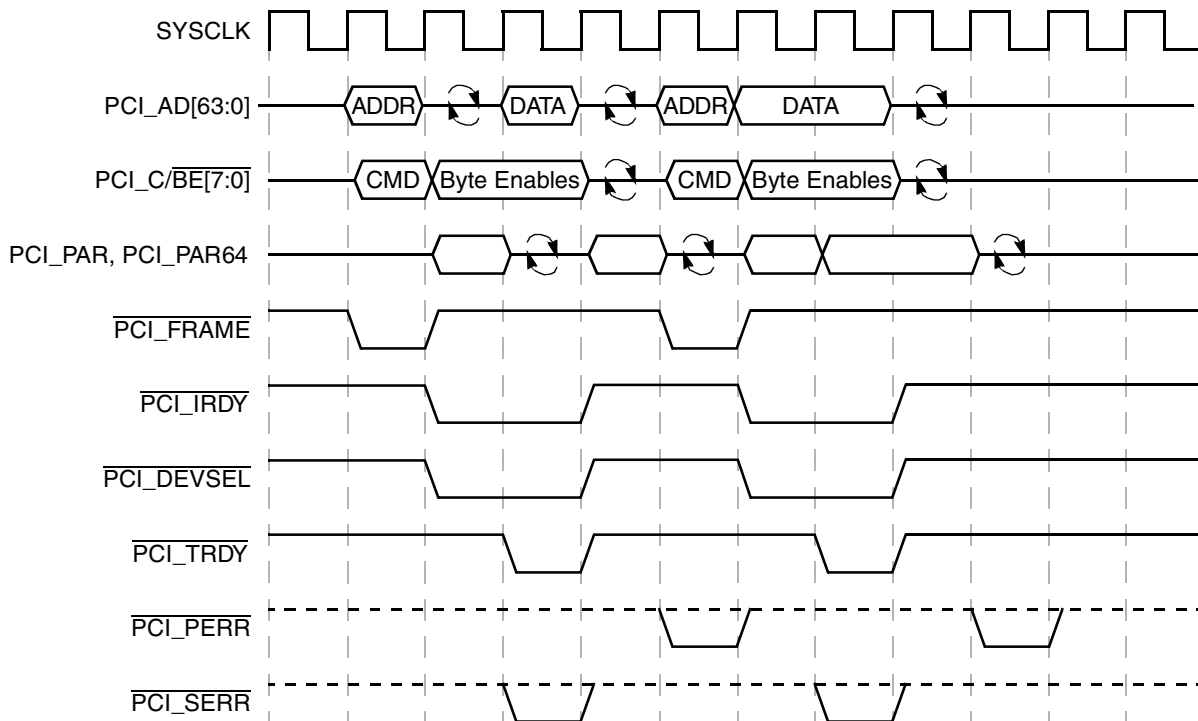 SYSCLK
PCI_AD[63:0] ADDR DATA ADDR DATA
PCI_C/BE[7:0] CMD Byte Enables CMD Byte Enables
PCI_PAR, PCI_PAR64
PCI_FRAME
PCI_IRDY
PCI_DEVSEL
PCI_TRDY
PCI_PERR
PCI_SERR